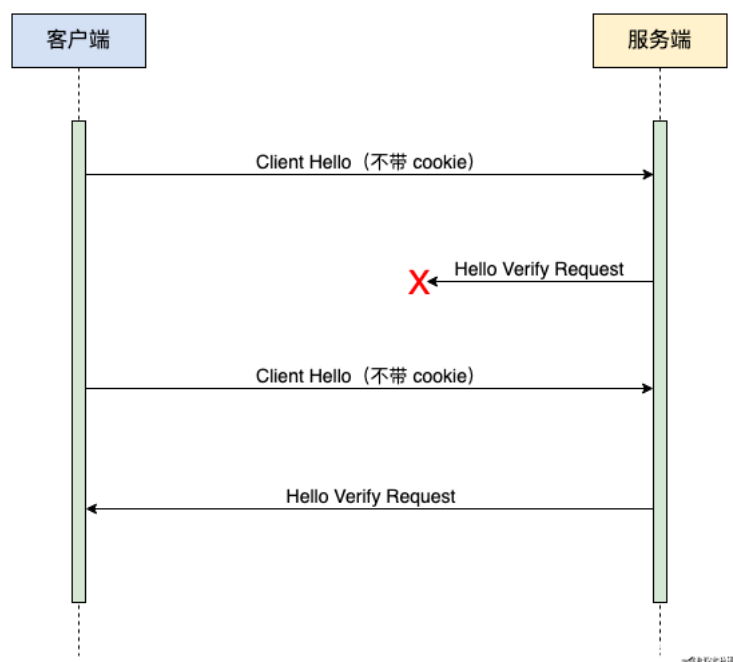 客户端
服务端
Client Hello（不带 cookie）
X
Hello Verify Request
Client Hello（不带 cookie）
Hello Verify Request